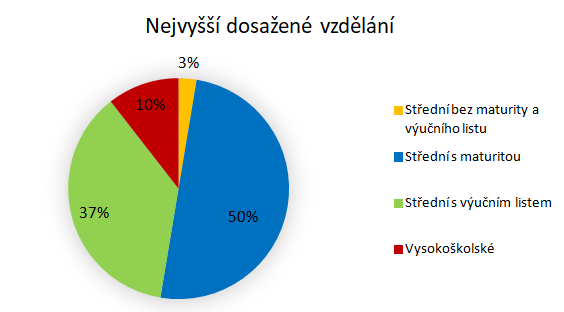 Nejvyšší dosažené vzdělání
3%
10%
37%
50%
Střední bez maturity a
výučního listu
Střední s maturitou
Střední s výučním listem
Vysokoškolské